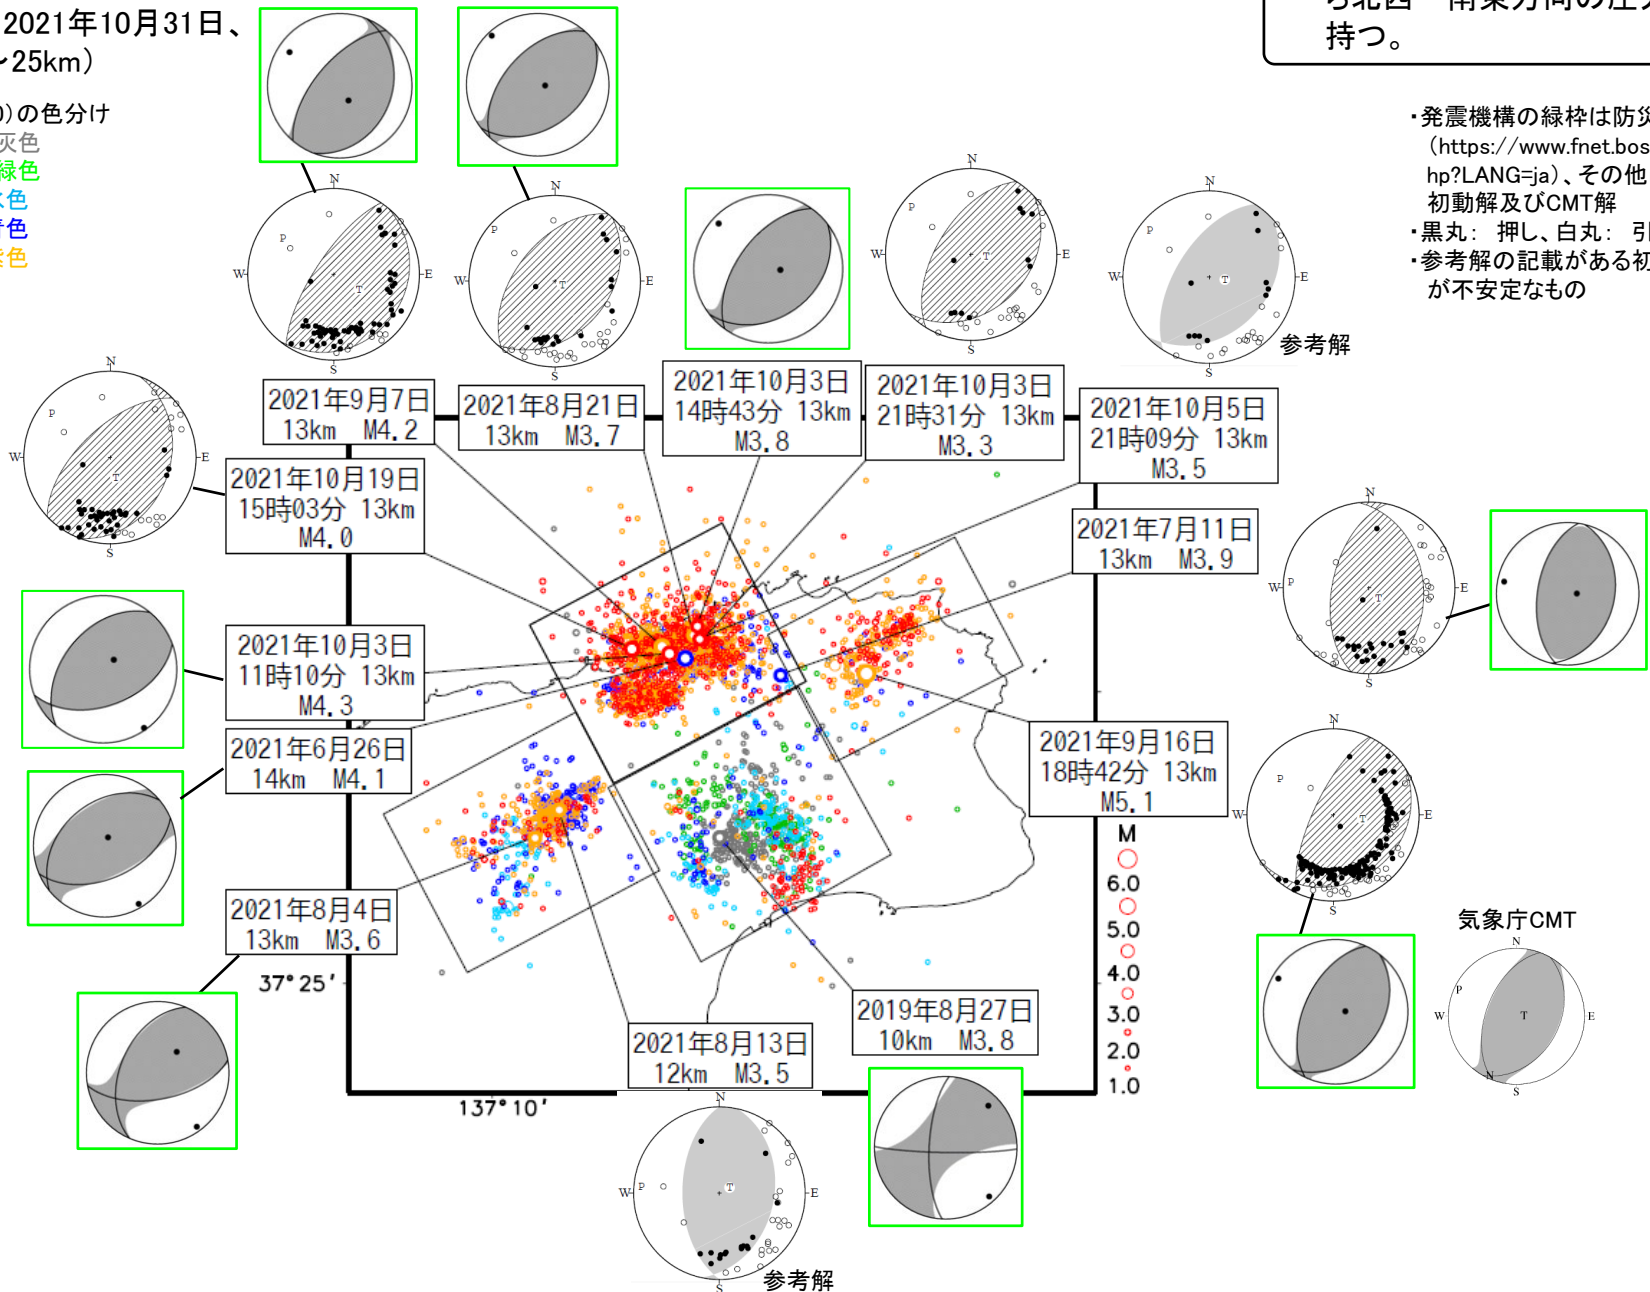 2021年10月31日、
～25km）
）の色分け
灰色
緑色
水色
青色
紫色
ら北西－南東方向の圧力
持つ。
・発震機構の緑枠は防災
（https://www.fnet.bos
hp?LANG=ja）、その他
初動解及びCMT解
・黒丸： 押し、白丸： 引
・参考解の記載がある初
が不安定なもの
N
P
W
E
T
S
N
P
W
E
T
S
N
P
W
E
T
S
N
W
E
T
S
参考解
N
P
W
E
T
S
2021年9月7日
13km M4.2
2021年8月21日
13km M3.7
2021年10月3日
14時43分 13km
M3.8
2021年10月3日
21時31分 13km
M3.3
2021年10月5日
21時09分 13km
M3.5
2021年10月19日
15時03分 13km
M4.0
2021年7月11日
13km M3.9
N
P
W
E
T
S
2021年10月3日
11時10分 13km
M4.3
2021年6月26日
14km M4.1
2021年9月16日
18時42分 13km
M5.1
N
P
W
E
T
S
M
6.0
5.0
4.0
3.0
2.0
1.0
2021年8月4日
13km M3.6
37°25′
気象庁CMT
N
P
W
E
T
N
S
2019年8月27日
10km M3.8
2021年8月13日
12km M3.5
137°10′
N
P
W
E
T
S
参考解